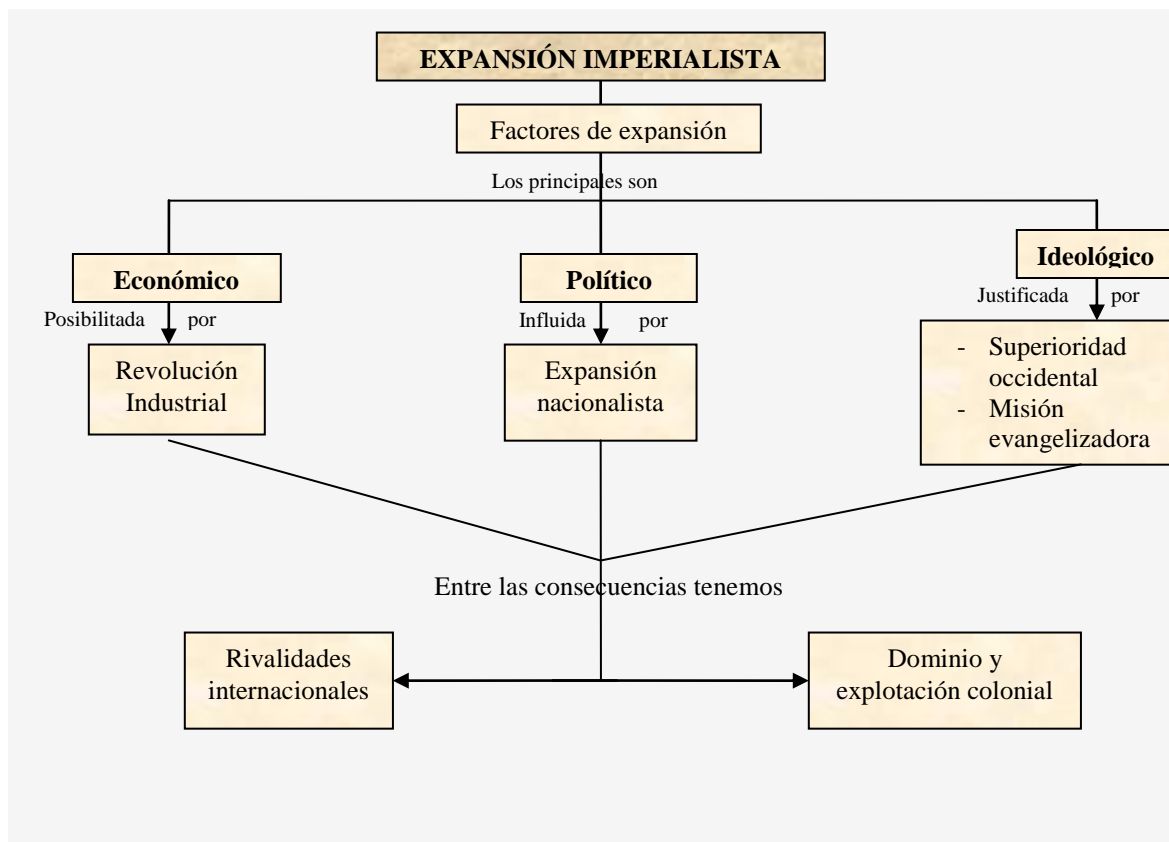 EXPANSIÓN IMPERIALISTA
Factores de expansión
Los principales son
Económico
Político
Ideológico
Posibilitada por
Influida por
Justificada por
Revolución
Industrial
Expansión
nacionalista
- Superioridad
occidental
- Misión
evangelizadora
Entre las consecuencias tenemos
Rivalidades
internacionales
Dominio y
explotación colonial